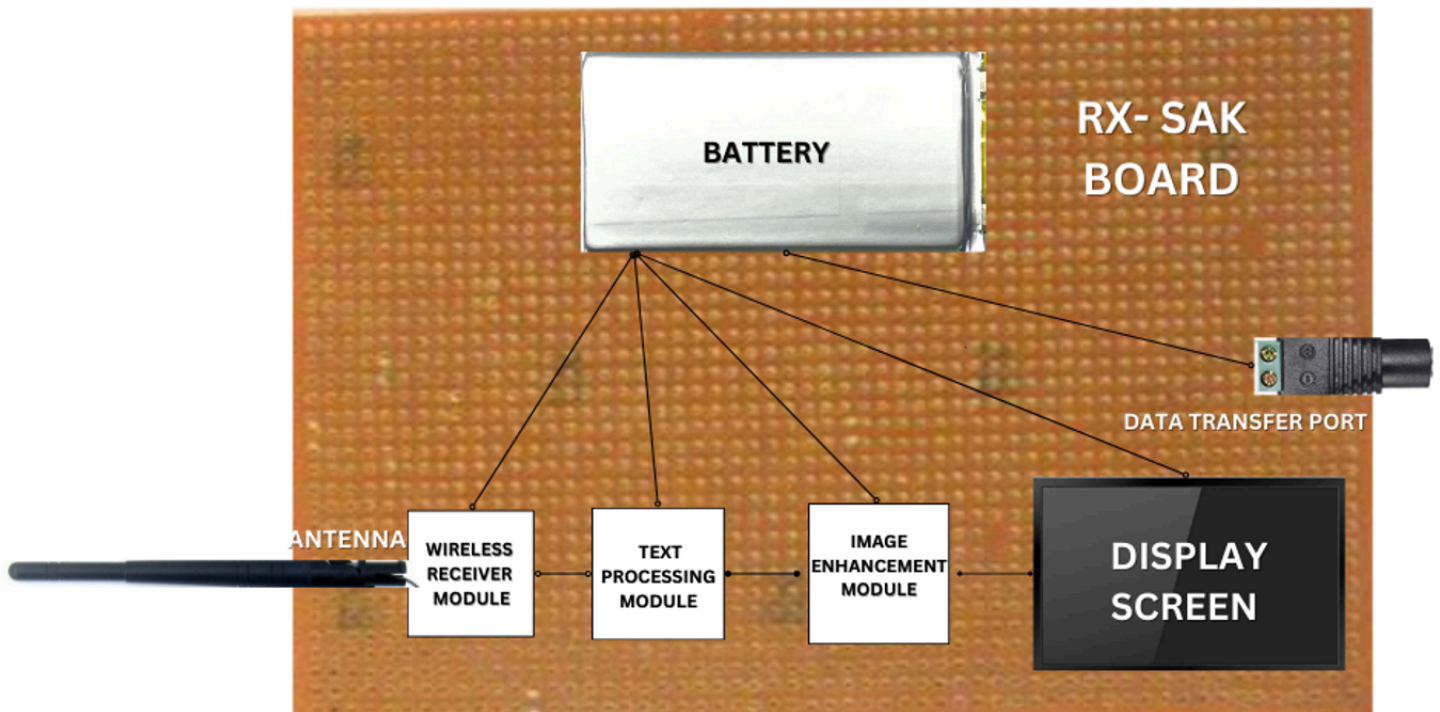 BATTERY
RX- SAK
BOARD
DATA TRANSFER PORT
ANTENNA
WIRELESS
RECEIVER
MODULE
TEXT
PROCESSING
MODULE
IMAGE
ENHANCEMENT
MODULE
DISPLAY
SCREEN